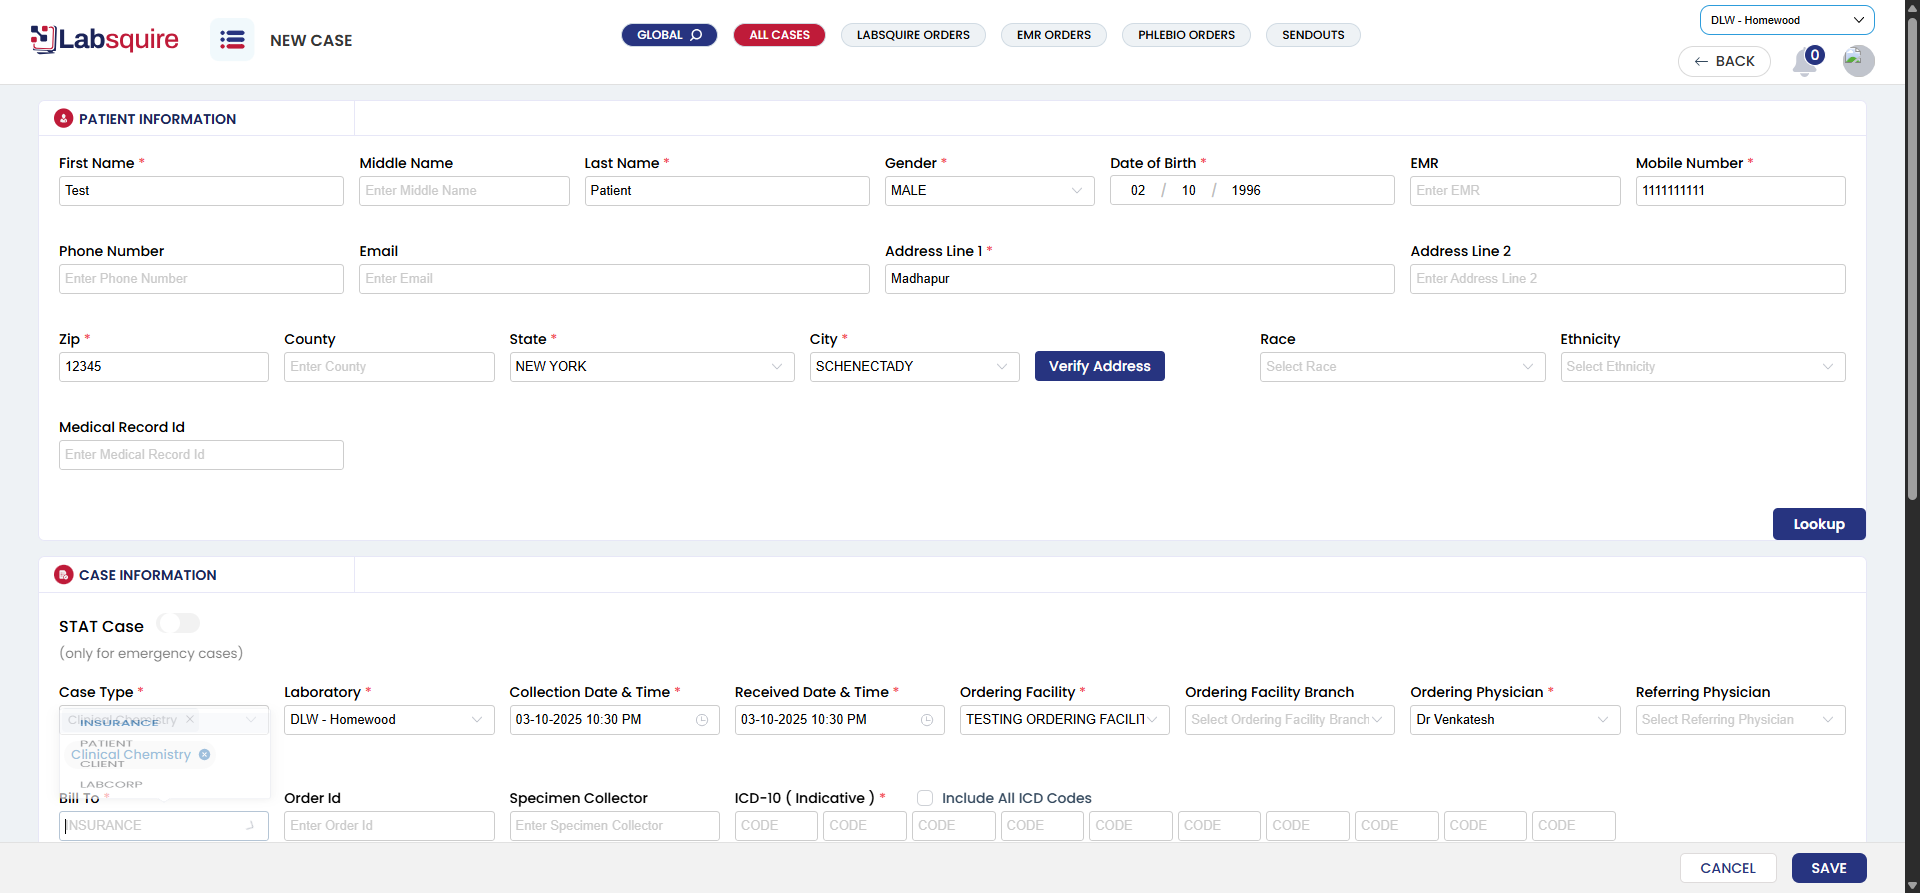 Labsquire
NEW CASE
GLOBAL
ALL CASES
LABSQUIRE ORDERS
EMR ORDERS
PHLEBIO ORDERS
SENDOUTS
DLW - Homewood
BACK
0
PATIENT INFORMATION
First Name *
Middle Name
Last Name *
Gender *
Date of Birth *
EMR
Mobile Number *
Test
Enter Middle Name
Patient
MALE
02 / 10 / 1996
Enter EMR
1111111111
Phone Number
Email
Address Line 1 *
Address Line 2
Enter Phone Number
Enter Email
Madhapur
Enter Address Line 2
Zip *
County
State *
City *
Race
Ethnicity
12345
Enter County
NEW YORK
SCHENECTADY
Verify Address
Select Race
Select Ethnicity
Medical Record Id
Enter Medical Record Id
Lookup
CASE INFORMATION
STAT Case
(only for emergency cases)
Case Type *
Laboratory *
Collection Date & Time *
Received Date & Time *
Ordering Facility *
Ordering Facility Branch
Ordering Physician *
Referring Physician
Clinical Chemistry
INSURANCE
DLW - Homewood
03-10-2025 10:30 PM
03-10-2025 10:30 PM
TESTING ORDERING FACILIT
Select Ordering Facility Branch
Dr Venkatesh
Select Referring Physician
PATIENT
Clinical Chemistry
CLIENT
LABCORP
Bill To *
Order Id
Specimen Collector
ICD-10 ( Indicative ) *
Include All ICD Codes
INSURANCE
Enter Order Id
Enter Specimen Collector
CODE
CODE
CODE
CODE
CODE
CODE
CODE
CODE
CODE
CODE
CANCEL
SAVE